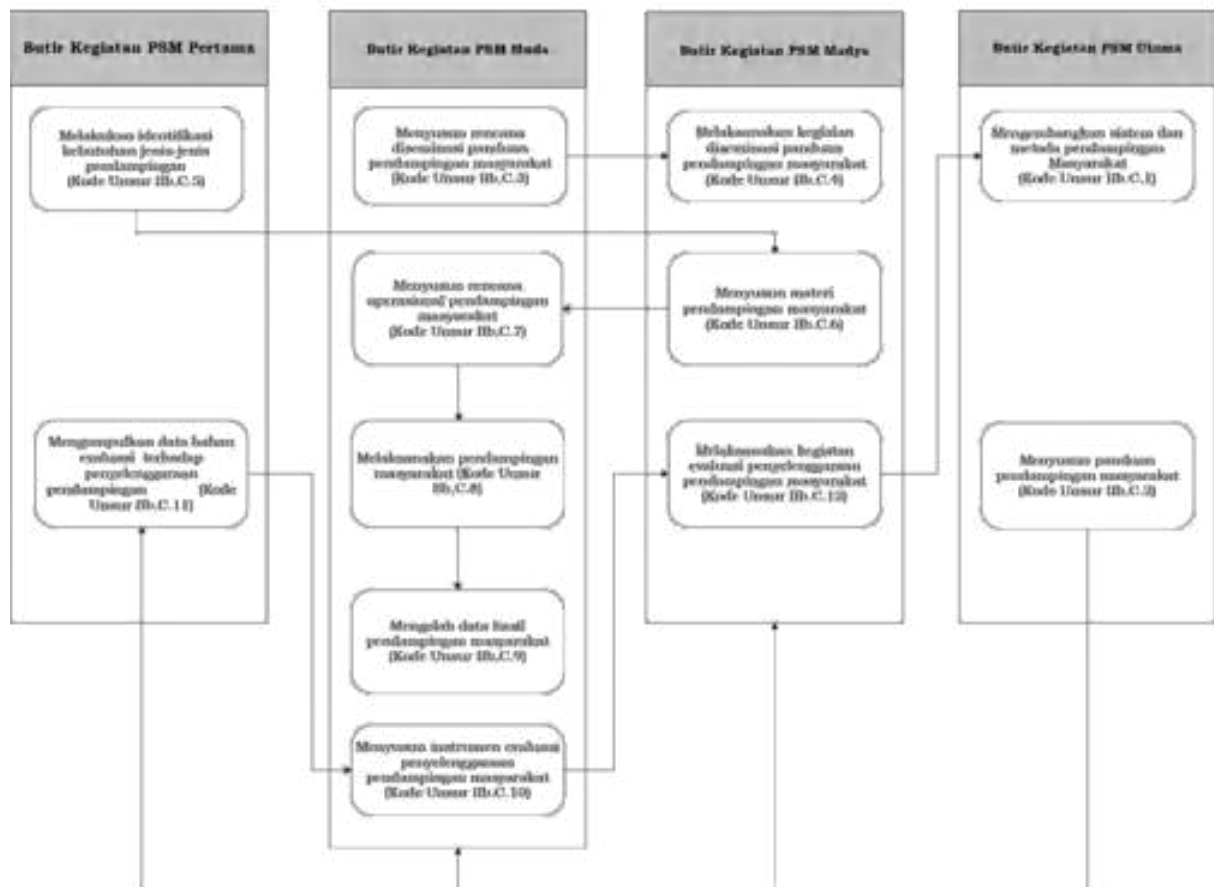 Butir Kegiatan PSM Pertama
Melakukan identifikasi
kebutuhan jenis-jenis
pendampingan
(Kode Unsur IIb.C.5)
Mengumpulkan data bahan
evaluasi terhadap
penyelenggaraan
pendampingan (Kode
Unsur IIb.C.11)
Butir Kegiatan PSM Muda
Menyusun rencana
diseminasi panduan
pendampingan masyarakat
(Kode Unsur IIb.C.3)
Menyusun rencana
operasional pendampingan
masyarakat
(Kode Unsur IIb.C.7)
Melaksanakan pendampingan
masyarakat (Kode Unsur
IIb.C.8)
Mengolah data hasil
pendampingan masyarakat
(Kode Unsur IIb.C.9)
Menyusun instrumen evaluasi
penyelenggaraan
pendampingan masyarakat
(Kode Unsur IIb.C.10)
Butir Kegiatan PSM Madya
Melaksanakan kegiatan
diseminasi panduan
pendampingan masyarakat
(Kode Unsur IIb.C.4)
Menyusun materi
pendampingan masyarakat
(Kode Unsur IIb.C.6)
Melaksanakan kegiatan
evaluasi penyelenggaraan
pendampingan masyarakat
(Kode Unsur IIb.C.12)
Butir Kegiatan PSM Utama
Mengembangkan sistem dan
metode pendampingan
Masyarakat
(Kode Unsur IIb.C.1)
Menyusun panduan
pendampingan masyarakat
(Kode Unsur IIb.C.2)